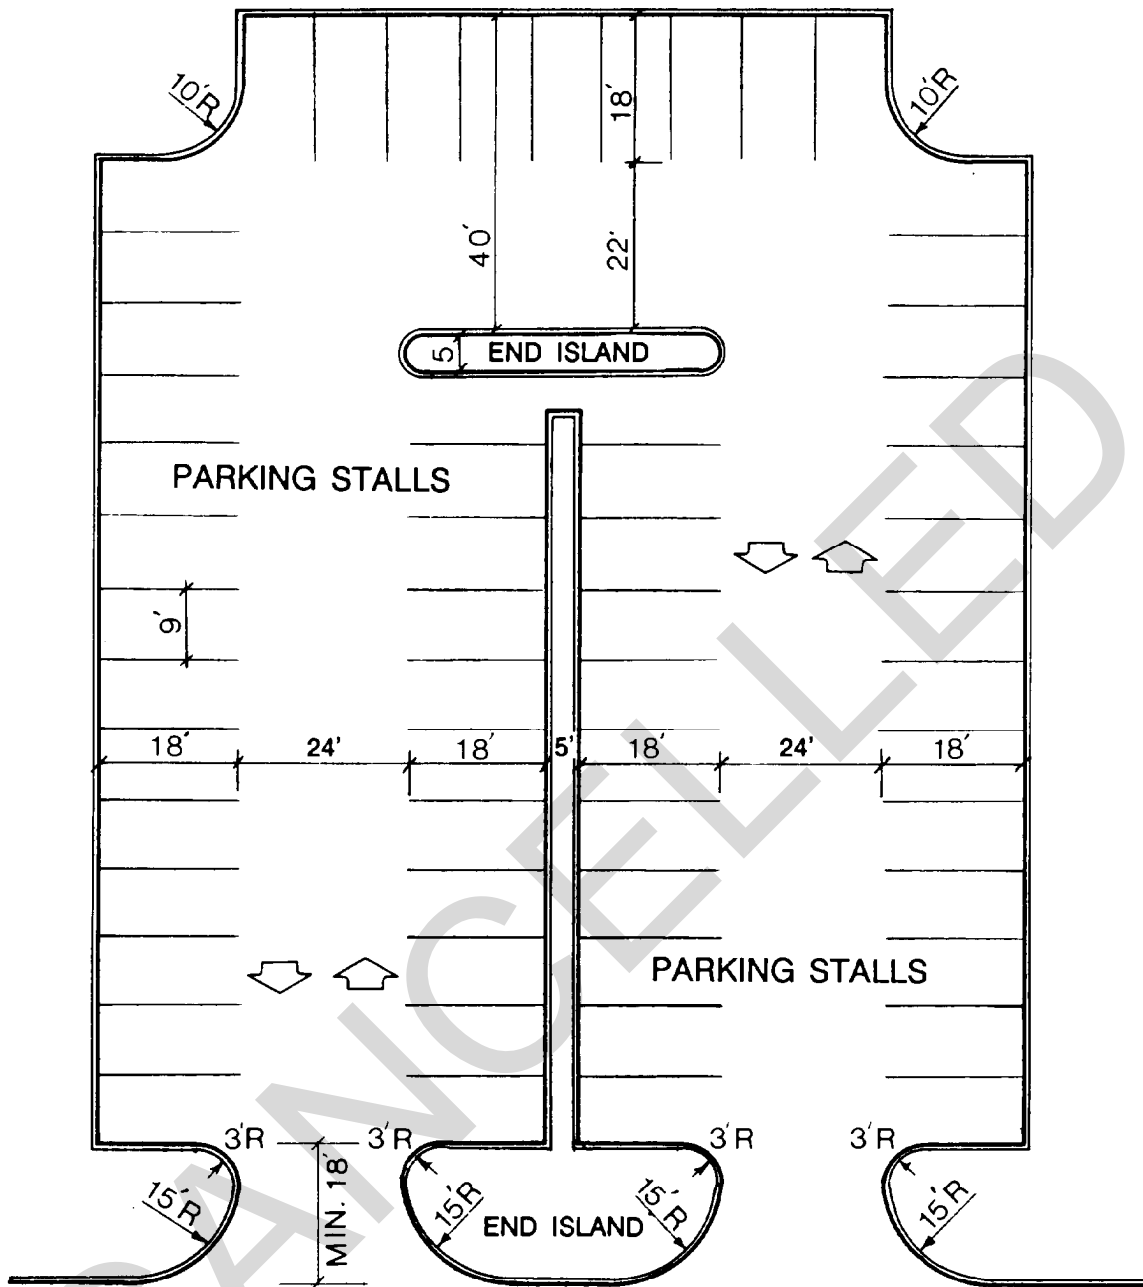 10'R
10'R
18'
40'
22'
5
END ISLAND
PARKING STALLS
9'
18'
24'
18'
5'
18'
24'
18'
PARKING STALLS
3'R
3'R
3'R
3'R
MIN. 18'
15'R
15'R
15'R
15'R
END ISLAND
CANCELLED